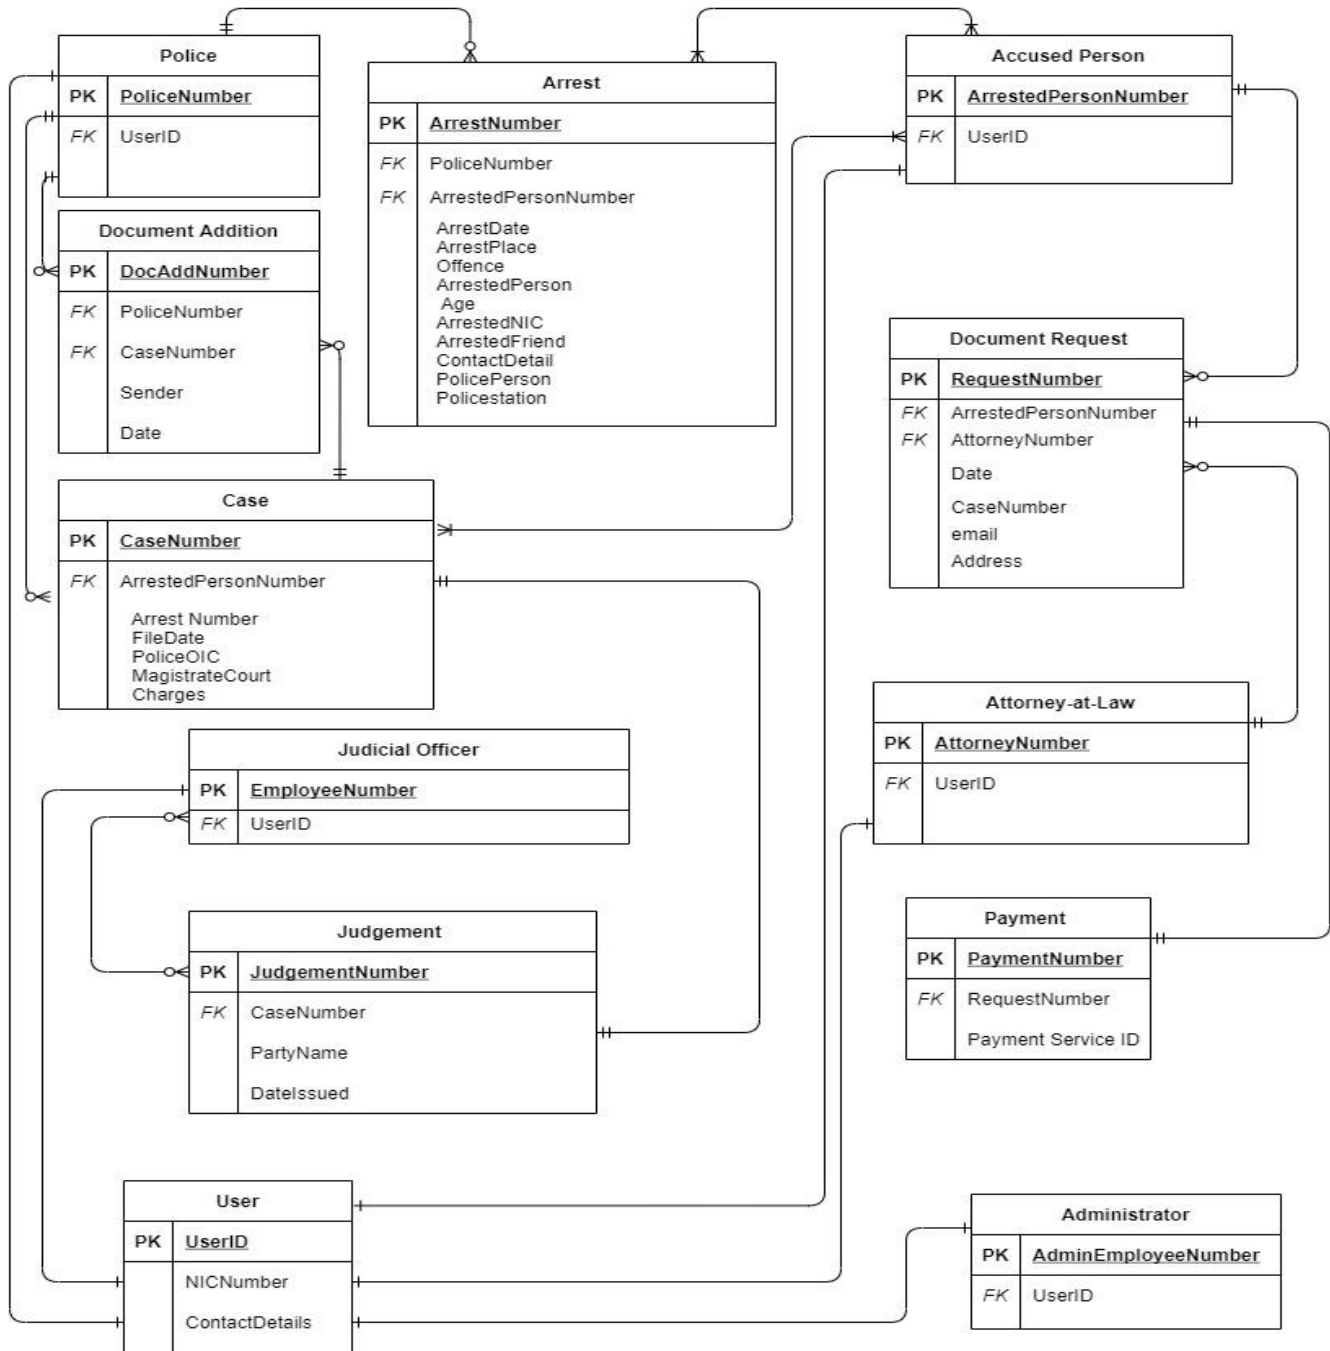 Police
PK PoliceNumber
FK UserID
Arrest
PK ArrestNumber
FK PoliceNumber
FK ArrestedPersonNumber
ArrestDate
ArrestPlace
Offence
ArrestedPerson
Age
ArrestedNIC
ArrestedFriend
ContactDetail
PolicePerson
Policestation
Accused Person
PK ArrestedPersonNumber
FK UserID
Document Addition
PK DocAddNumber
FK PoliceNumber
FK CaseNumber
Sender
Date
Document Request
PK RequestNumber
FK ArrestedPersonNumber
FK AttorneyNumber
Date
CaseNumber
email
Address
Case
PK CaseNumber
FK ArrestedPersonNumber
Arrest Number
FileDate
PoliceOIC
MagistrateCourt
Charges
Attorney-at-Law
PK AttorneyNumber
FK UserID
Judicial Officer
PK EmployeeNumber
FK UserID
Judgement
PK JudgementNumber
FK CaseNumber
PartyName
DateIssued
Payment
PK PaymentNumber
FK RequestNumber
Payment Service ID
User
PK UserID
NICNumber
ContactDetails
Administrator
PK AdminEmployeeNumber
FK UserID